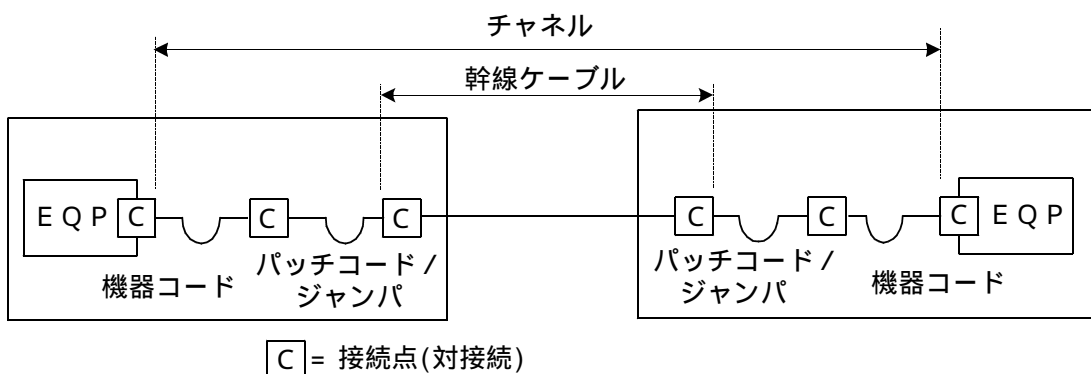 チャネル
幹線ケーブル
EQP
C
C
C
C
C
C
EQP
機器コード
パッチコード/
ジャンパ
パッチコード/
ジャンパ
機器コード
C = 接続点(対接続)